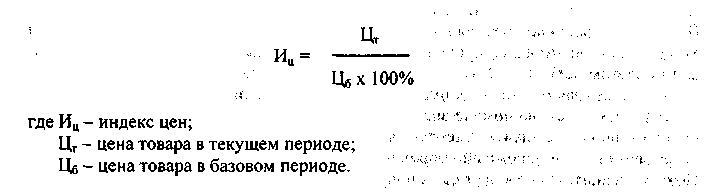 Цт
Иц =
Цб х 100%
где Иц – индекс цен;
Цт – цена товара в текущем периоде;
Цб – цена товара в базовом периоде.